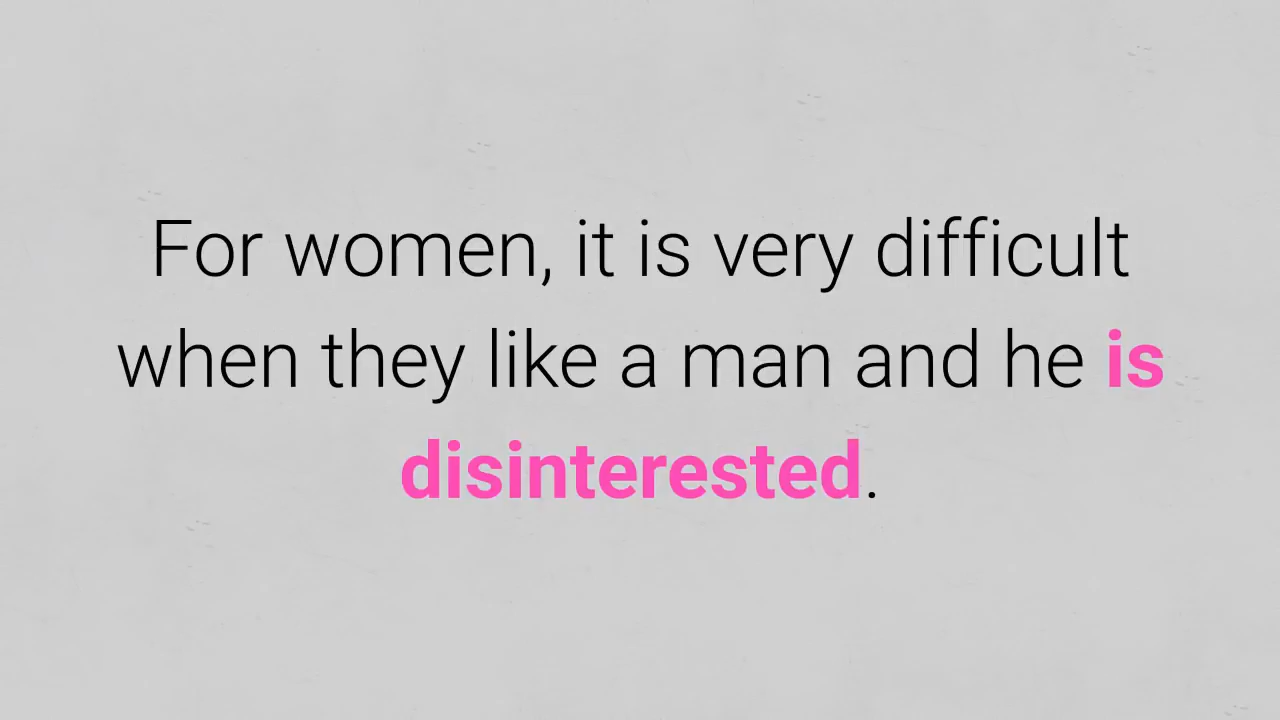 For women, it is very difficult
when they like a man and he is
disinterested.